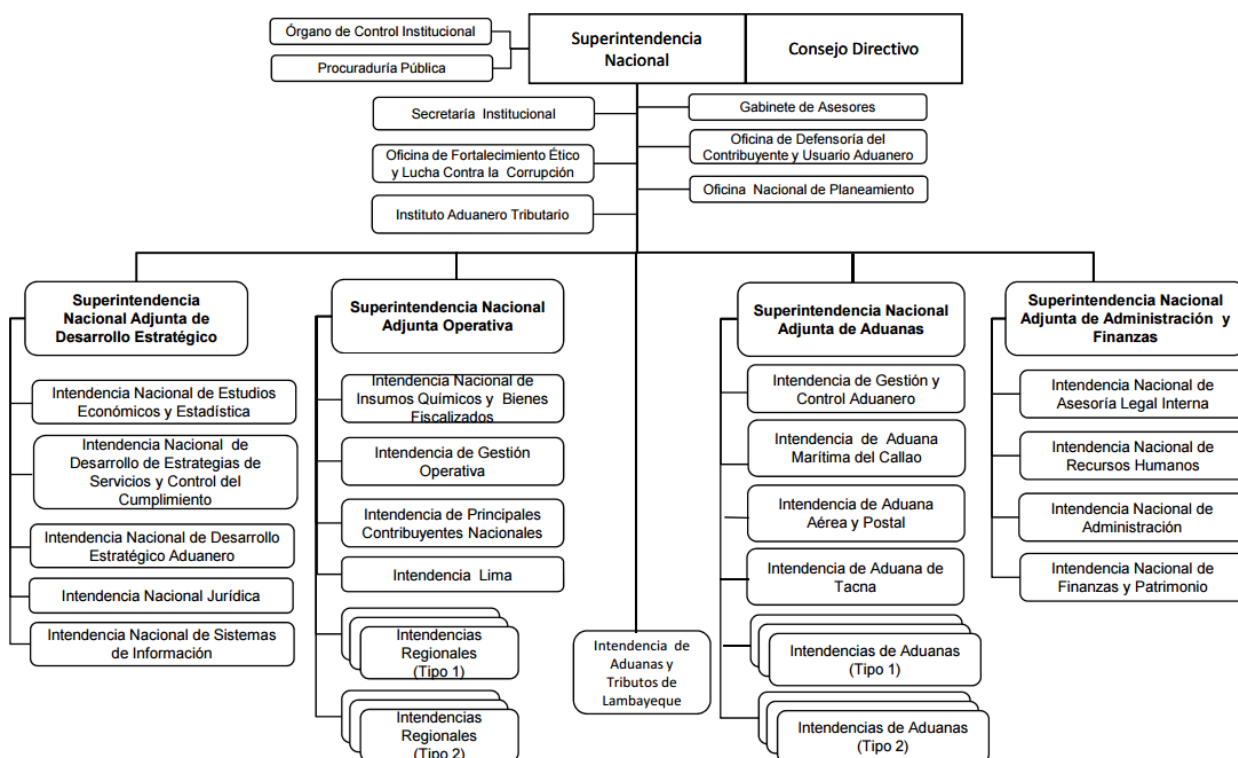 Órgano de Control Institucional
Procuraduría Pública
Superintendencia
Nacional
Consejo Directivo
Secretaría Institucional
Gabinete de Asesores
Oficina de Fortalecimiento Ético
y Lucha Contra la Corrupción
Oficina de Defensoría del
Contribuyente y Usuario Aduanero
Oficina Nacional de Planeamiento
Instituto Aduanero Tributario
Superintendencia
Nacional Adjunta de
Desarrollo Estratégico
Intendencia Nacional de Estudios
Económicos y Estadística
Intendencia Nacional de
Desarrollo de Estrategias de
Servicios y Control del
Cumplimiento
Intendencia Nacional de Desarrollo
Estratégico Aduanero
Intendencia Nacional Jurídica
Intendencia Nacional de Sistemas
de Información
Superintendencia Nacional
Adjunta Operativa
Intendencia Nacional de
Insumos Químicos y Bienes
Fiscalizados
Intendencia de Gestión
Operativa
Intendencia de Principales
Contribuyentes Nacionales
Intendencia Lima
Intendencias
Regionales
(Tipo 1)
Intendencias
Regionales
(Tipo 2)
Intendencia de
Aduanas y
Tributos de
Lambayeque
Superintendencia Nacional
Adjunta de Aduanas
Intendencia de Gestión y
Control Aduanero
Intendencia de Aduana
Marítima del Callao
Intendencia de Aduana
Aérea y Postal
Intendencia de Aduana de
Tacna
Intendencias de Aduanas
(Tipo 1)
Intendencias de Aduanas
(Tipo 2)
Superintendencia Nacional
Adjunta de Administración y
Finanzas
Intendencia Nacional de
Asesoría Legal Interna
Intendencia Nacional de
Recursos Humanos
Intendencia Nacional de
Administración
Intendencia Nacional de
Finanzas y Patrimonio